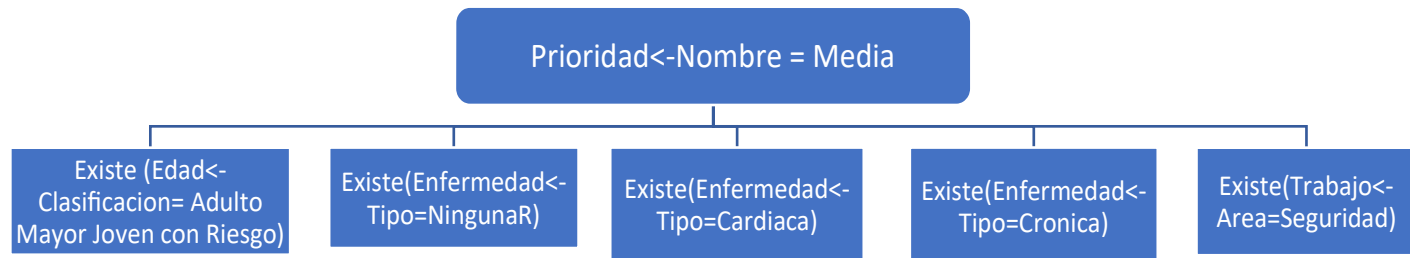 Prioridad<-Nombre = Media
Existe (Edad<-
Clasificacion= Adulto
Mayor Joven con Riesgo)
Existe(Enfermedad<-
Tipo=NingunaR)
Existe(Enfermedad<-
Tipo=Cardiaca)
Existe(Enfermedad<-
Tipo=Cronica)
Existe(Trabajo<-
Area=Seguridad)